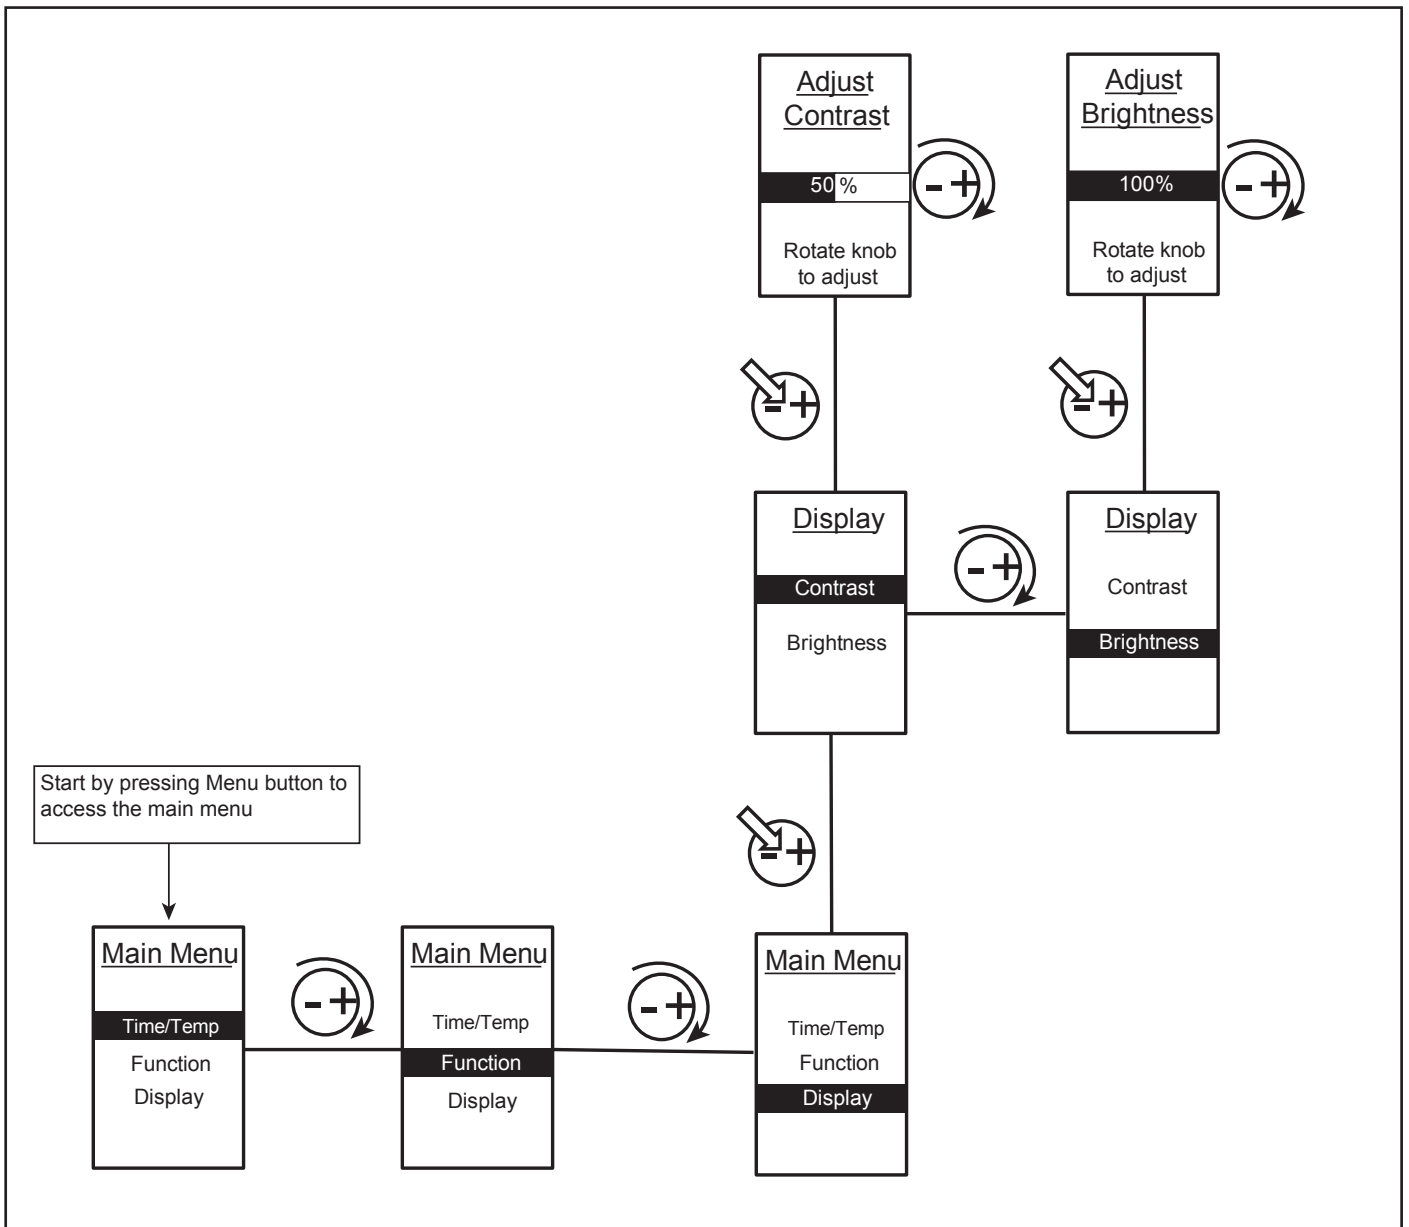 Adjust
Contrast
50 %
Rotate knob
to adjust
- +
Adjust
Brightness
100%
Rotate knob
to adjust
- +
- +
- +
Display
Contrast
Brightness
- +
Display
Contrast
Brightness
Start by pressing Menu button to
access the main menu
- +
Main Menu
Time/Temp
Function
Display
- +
Main Menu
Time/Temp
Function
Display
- +
Main Menu
Time/Temp
Function
Display